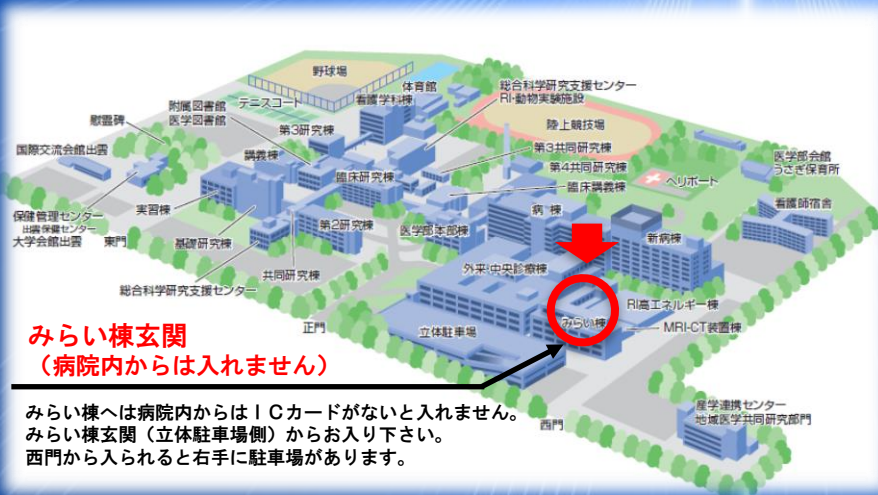 野球場
体育館
看護学科棟
総合科学研究支援センター
RI・動物実験施設
附属図書館
医学図書館
テニスコート
慰霊碑
第3研究棟
陸上競技場
国際交流会館出雲
講義棟
第3共同研究棟
第4共同研究棟
医学部会館
うさぎ保育所
臨床研究棟
臨床講義棟
ヘリポート
保健管理センター
出雲保健センター
大学会館出雲
実習棟
病棟
看護師宿舎
東門
基礎研究棟
第2研究棟
医学部本部棟
新病棟
共同研究棟
外来・中央診療棟
総合科学研究支援センター
RI高エネルギー棟
正門
立体駐車場
みらい棟
MRI-CT装置棟
みらい棟玄関
（病院内からは入れません）
みらい棟へは病院内からはＩＣカードがないと入れません。
みらい棟玄関（立体駐車場側）からお入り下さい。
西門から入られると右手に駐車場があります。
西門
産学連携センター
地域医学共同研究部門